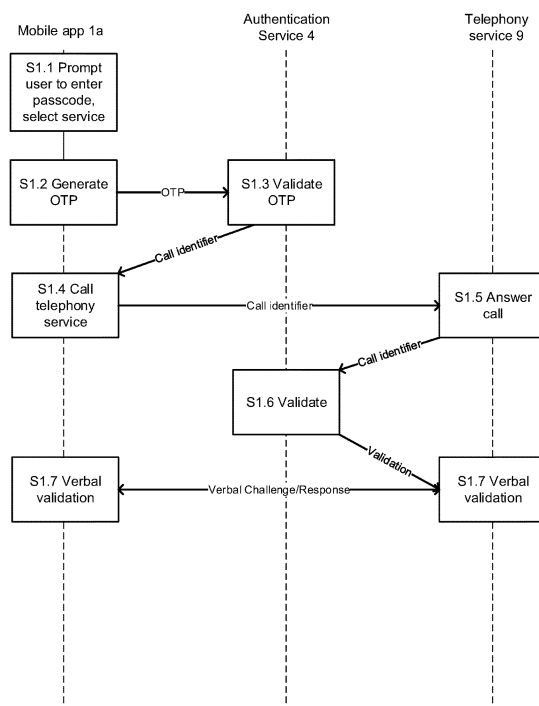 Mobile app 1a
Authentication
Service 4
Telephony
service 9
S1.1 Prompt
user to enter
passcode,
select service
S1.2 Generate
OTP
OTP
S1.3 Validate
OTP
Call identifier
S1.4 Call
telephony
service
Call identifier
S1.5 Answer
call
Call identifier
S1.6 Validate
Validation
S1.7 Verbal
validation
Verbal Challenge/Response
S1.7 Verbal
validation